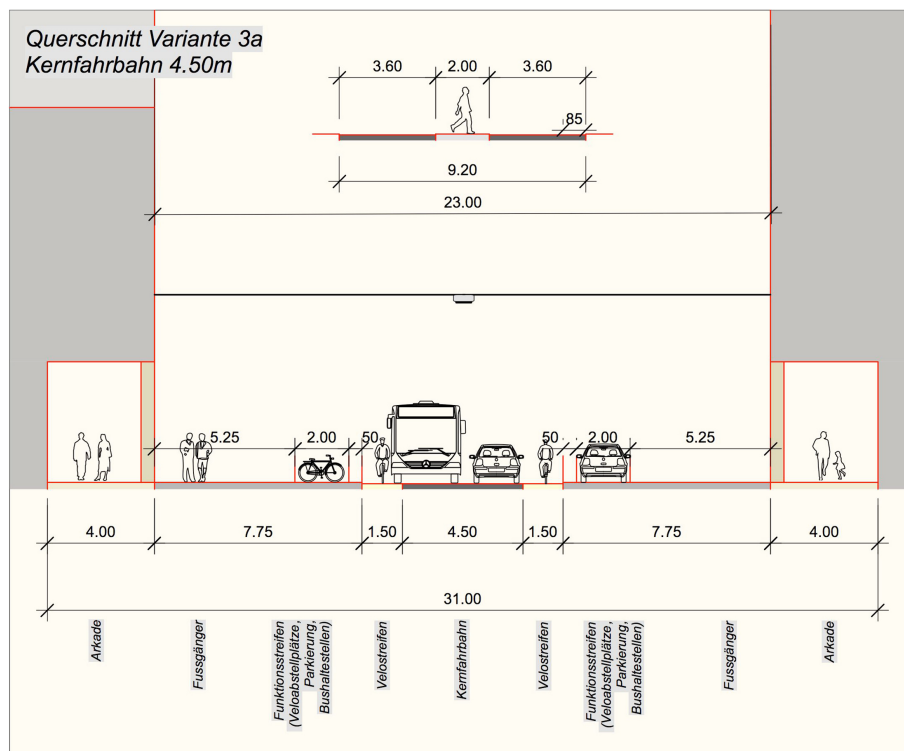 Querschnitt Variante 3a
Kernfahrbahn 4.50m
3.60 2.00 3.60
.85
9.20
23.00
5.25 2.00 50 50 2.00 5.25
4.00 7.75 1.50 4.50 1.50 7.75 4.00
31.00
Arkade
Fussgänger
Funktionsstreifen
(Veloabstellplätze,
Parkierung,
Bushaltestellen)
Velostreifen
Kernfahrbahn
Velostreifen
Funktionsstreifen
(Veloabstellplätze,
Parkierung,
Bushaltestellen)
Fussgänger
Arkade